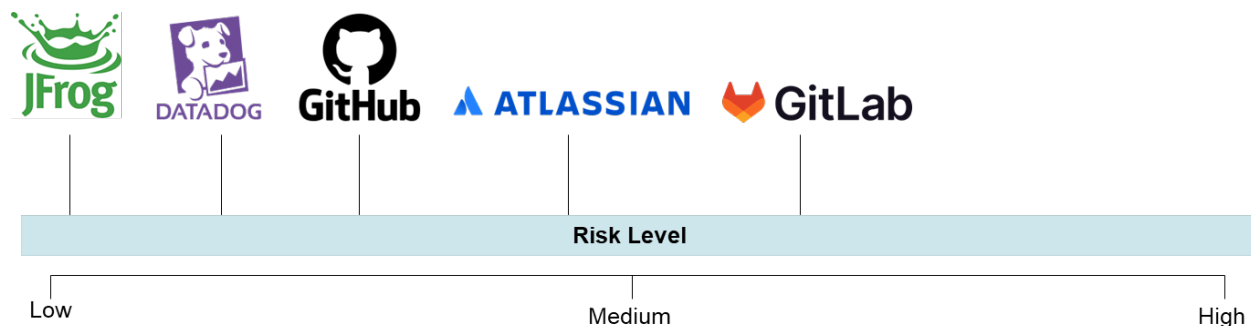 JFrog
DATADOG
GitHub
ATLASSIAN
GitLab
Risk Level
Low
Medium
High